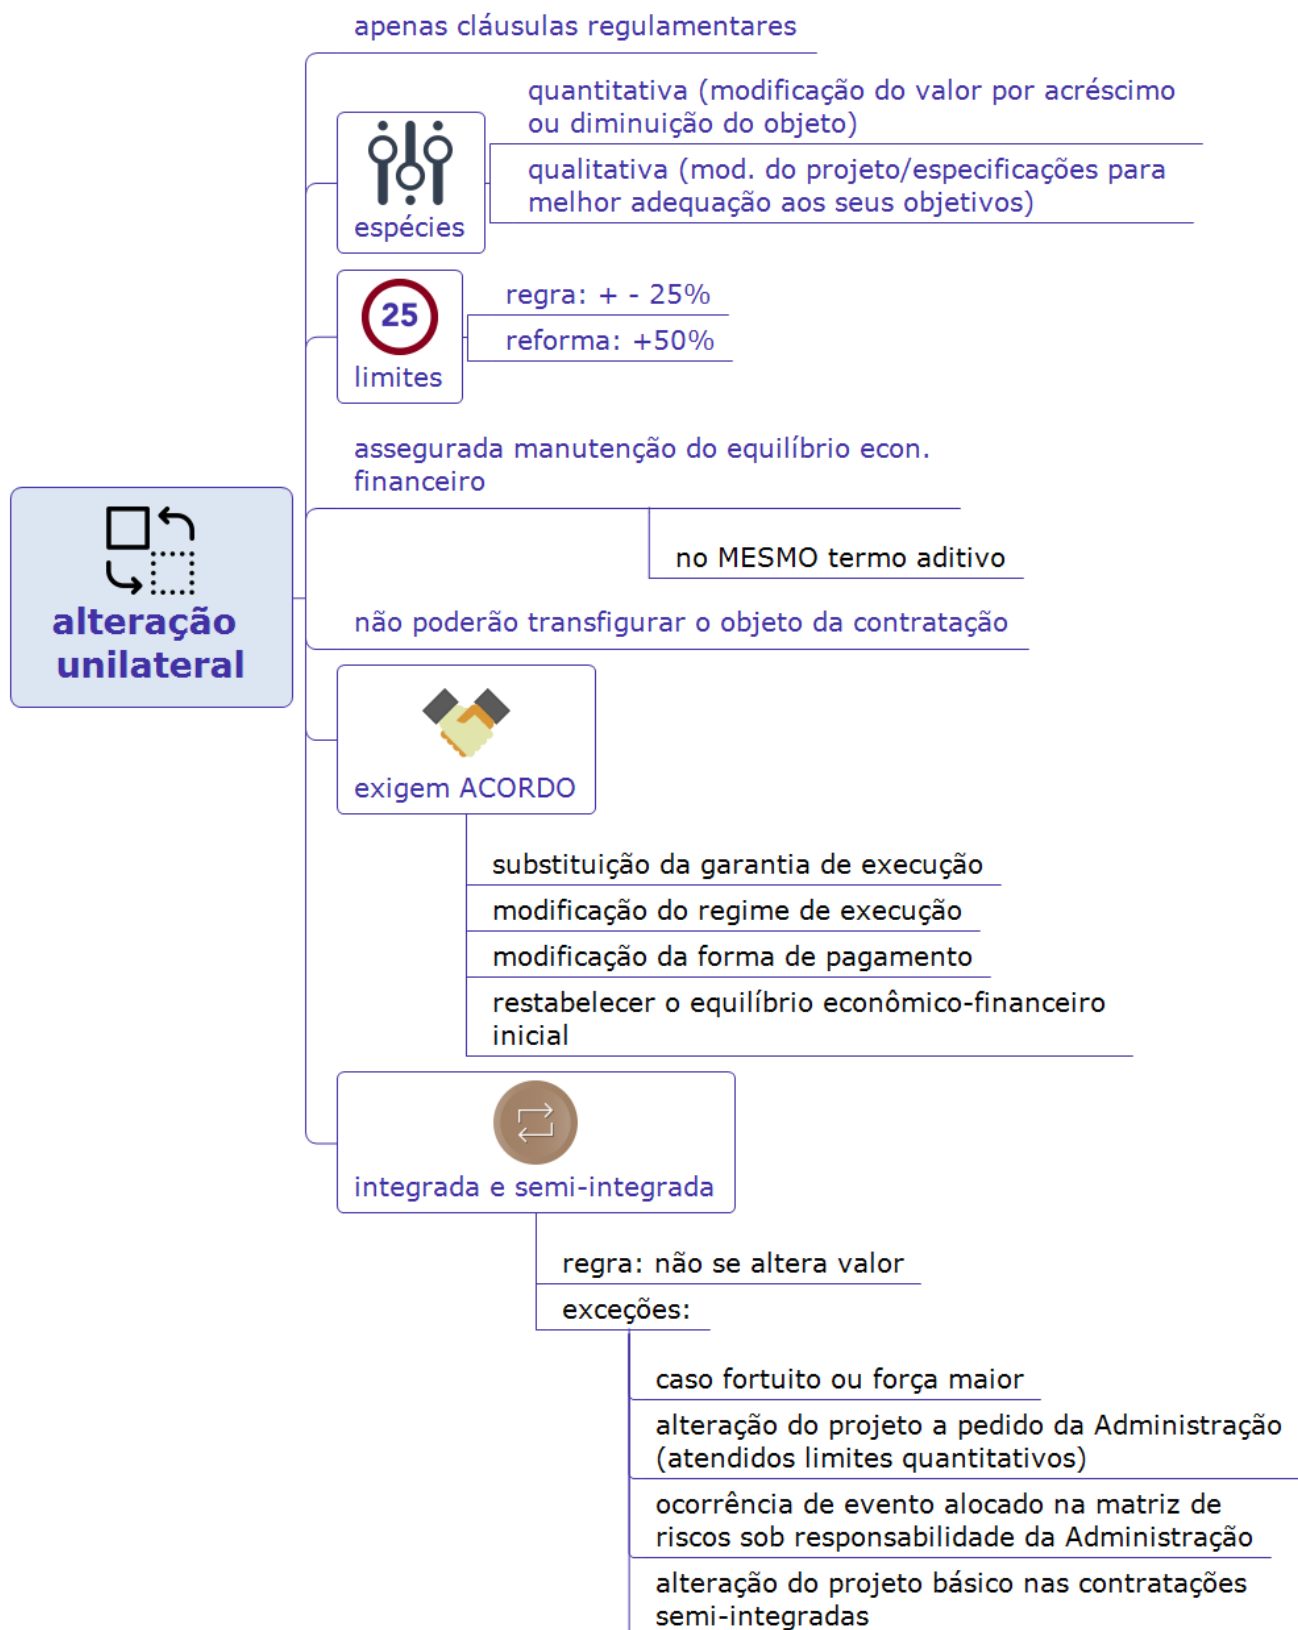 apenas cláusulas regulamentares
quantitativa (modificação do valor por acréscimo
ou diminuição do objeto)
qualitativa (mod. do projeto/especificações para
melhor adequação aos seus objetivos)
espécies
25
limites
regra: + - 25%
reforma: +50%
assegurada manutenção do equilíbrio econ.
financeiro
no MESMO termo aditivo
alteração
unilateral
não poderão transfigurar o objeto da contratação
exigem ACORDO
substituição da garantia de execução
modificação do regime de execução
modificação da forma de pagamento
restabelecer o equilíbrio econômico-financeiro
inicial
integrada e semi-integrada
regra: não se altera valor
exceções:
caso fortuito ou força maior
alteração do projeto a pedido da Administração
(atendidos limites quantitativos)
ocorrência de evento alocado na matriz de
riscos sob responsabilidade da Administração
alteração do projeto básico nas contratações
semi-integradas